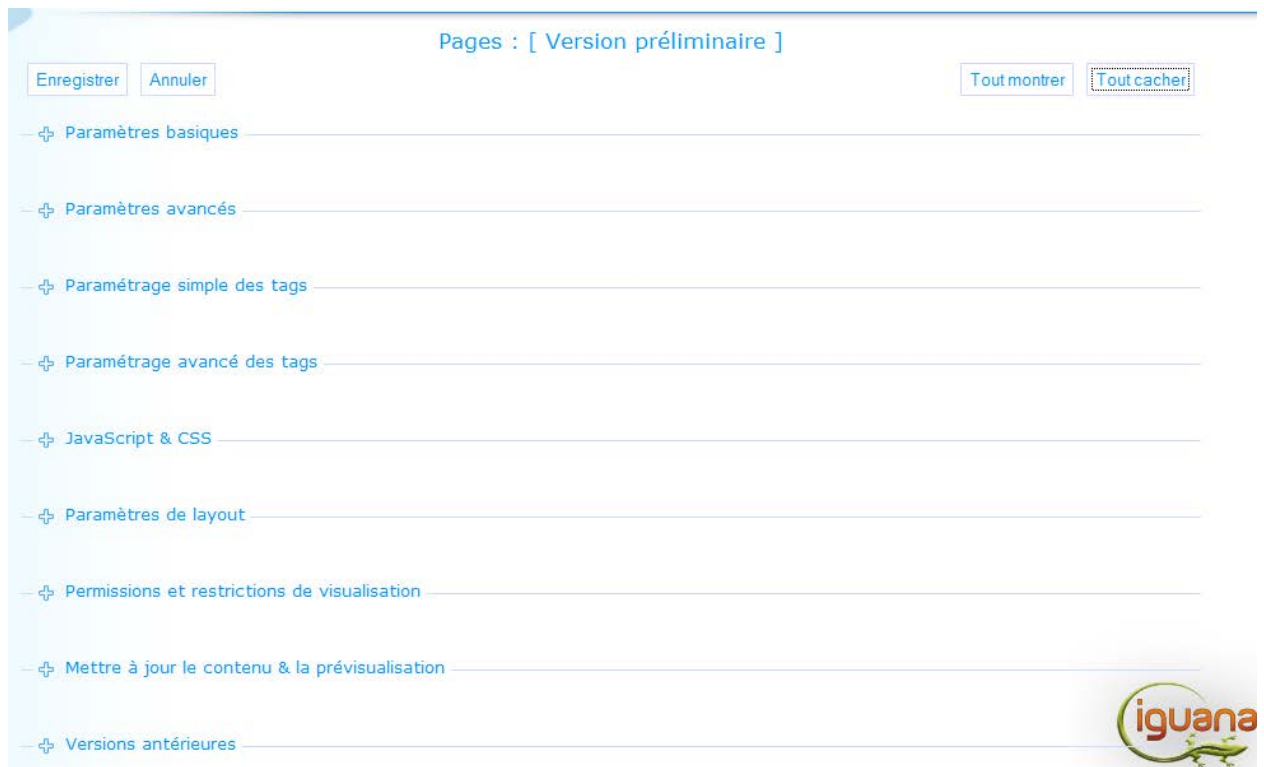 Pages : [ Version préliminaire ]
Enregistrer Annuler Tout montrer Tout cacher
Paramètres basiques
Paramètres avancés
Paramétrage simple des tags
Paramétrage avancé des tags
JavaScript & CSS
Paramètres de layout
Permissions et restrictions de visualisation
Mettre à jour le contenu & la prévisualisation
iguana
Versions antérieures